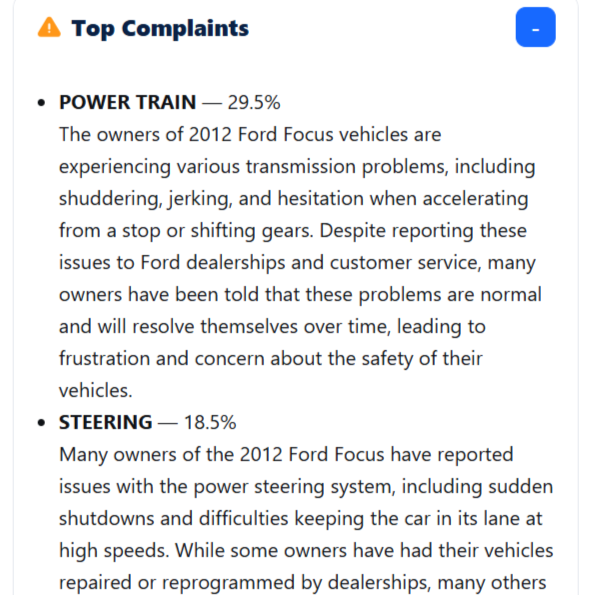 Top Complaints
-
• POWER TRAIN — 29.5%
The owners of 2012 Ford Focus vehicles are
experiencing various transmission problems, including
shuddering, jerking, and hesitation when accelerating
from a stop or shifting gears. Despite reporting these
issues to Ford dealerships and customer service, many
owners have been told that these problems are normal
and will resolve themselves over time, leading to
frustration and concern about the safety of their
vehicles.
• STEERING — 18.5%
Many owners of the 2012 Ford Focus have reported
issues with the power steering system, including sudden
shutdowns and difficulties keeping the car in its lane at
high speeds. While some owners have had their vehicles
repaired or reprogrammed by dealerships, many others